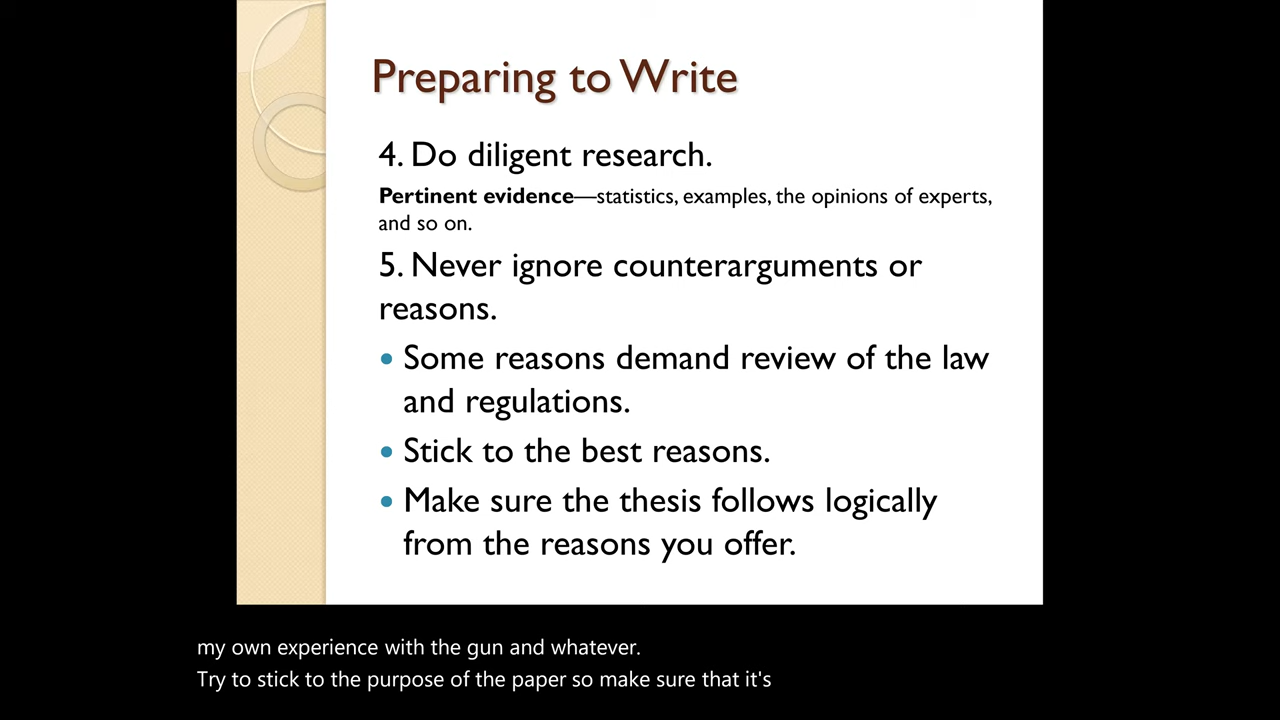 Preparing to Write
4. Do diligent research.
Pertinent evidence—statistics, examples, the opinions of experts,
and so on.
5. Never ignore counterarguments or
reasons.
• Some reasons demand review of the law
and regulations.
• Stick to the best reasons.
• Make sure the thesis follows logically
from the reasons you offer.
my own experience with the gun and whatever.
Try to stick to the purpose of the paper so make sure that it's